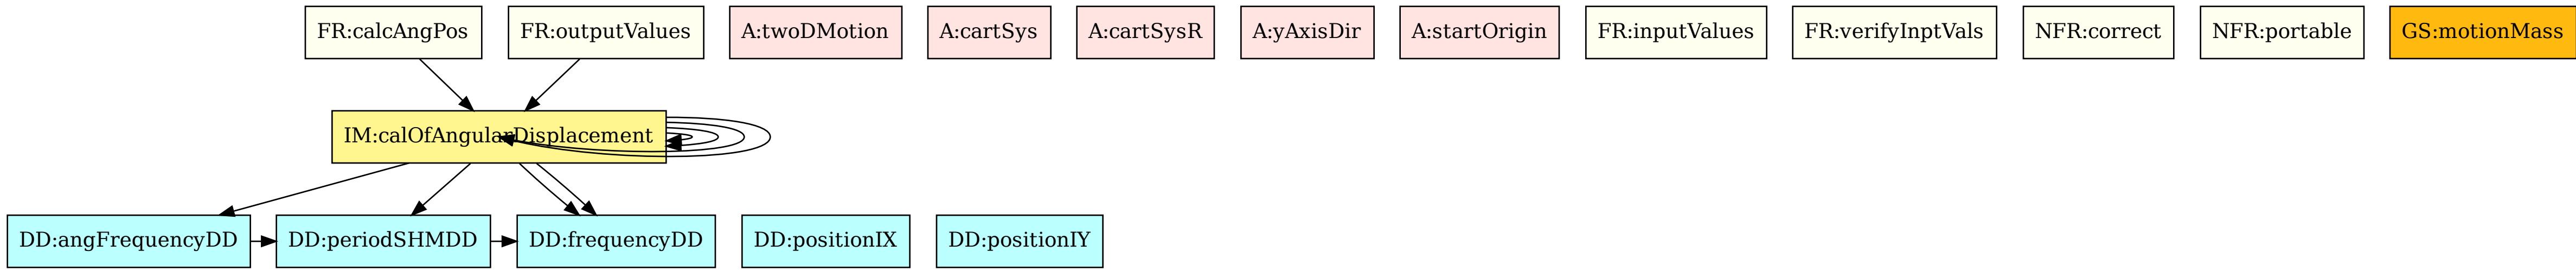 FR:calcAngPos
FR:outputValues
A:twoDMotion
A:cartSys
A:cartSysR
A:yAxisDir
A:startOrigin
FR:inputValues
FR:verifyInptVals
NFR:correct
NFR:portable
GS:motionMass
IM:calOfAngularDisplacement
DD:angFrequencyDD
DD:periodSHMDD
DD:frequencyDD
DD:positionIX
DD:positionIY